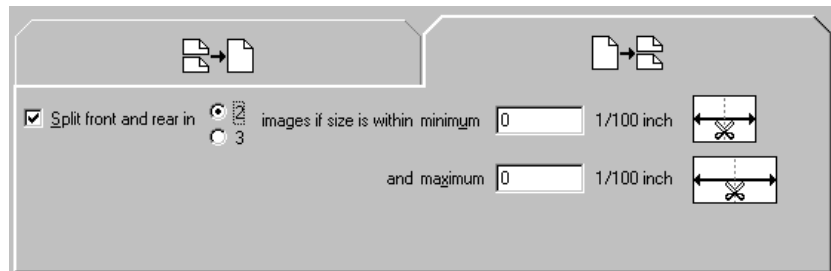 Split front and rear in 2 images if size is within minimum 0 1/100 inch
3
and maximum 0 1/100 inch